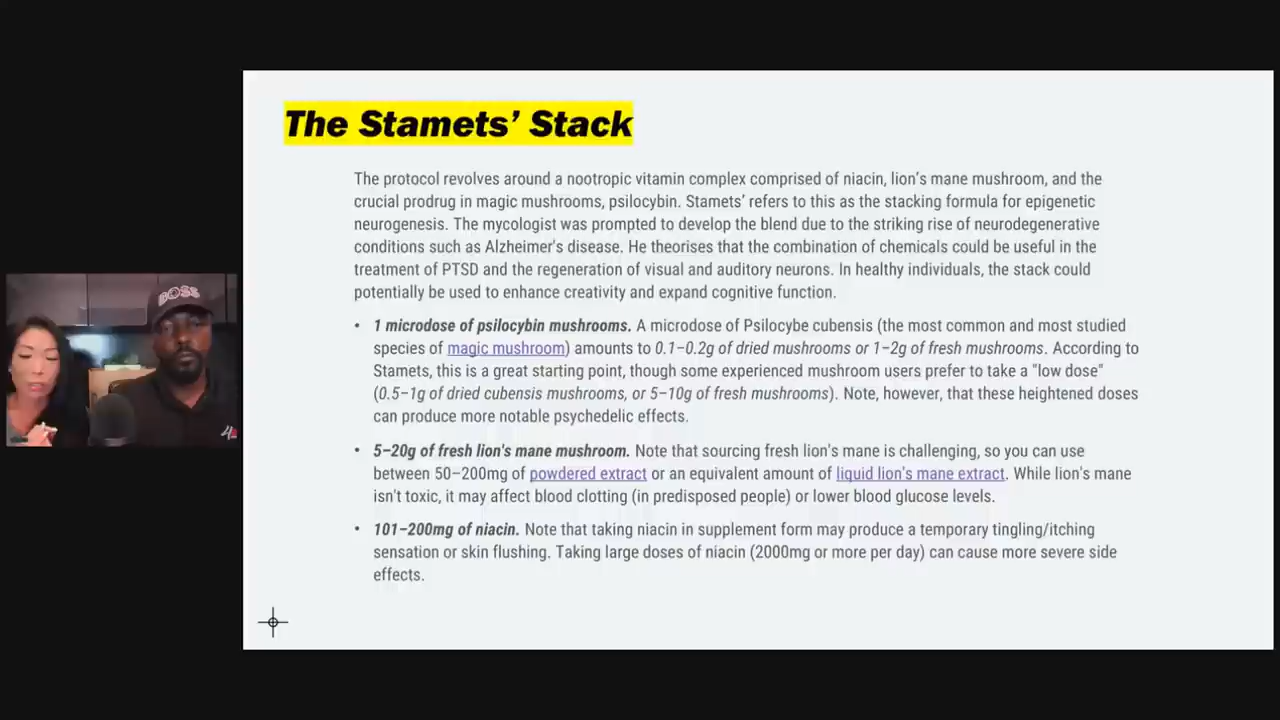 The Stamets’ Stack
The protocol revolves around a nootropic vitamin complex comprised of niacin, lion's mane mushroom, and the
crucial prodrug in magic mushrooms, psilocybin. Stamets’ refers to this as the stacking formula for epigenetic
neurogenesis. The mycologist was prompted to develop the blend due to the striking rise of neurodegenerative
conditions such as Alzheimer's disease. He theorises that the combination of chemicals could be useful in the
treatment of PTSD and the regeneration of visual and auditory neurons. In healthy individuals, the stack could
potentially be used to enhance creativity and expand cognitive function.
• 1 microdose of psilocybin mushrooms. A microdose of Psilocybe cubensis (the most common and most studied
species of magic mushroom) amounts to 0.1–0.2g of dried mushrooms or 1–2g of fresh mushrooms. According to
Stamets, this is a great starting point, though some experienced mushroom users prefer to take a "low dose"
(0.5–1g of dried cubensis mushrooms, or 5–10g of fresh mushrooms). Note, however, that these heightened doses
can produce more notable psychedelic effects.
• 5–20g of fresh lion's mane mushroom. Note that sourcing fresh lion's mane is challenging, so you can use
between 50–200mg of powdered extract or an equivalent amount of liquid lion's mane extract. While lion's mane
isn't toxic, it may affect blood clotting (in predisposed people) or lower blood glucose levels.
• 101–200mg of niacin. Note that taking niacin in supplement form may produce a temporary tingling/itching
sensation or skin flushing. Taking large doses of niacin (2000mg or more per day) can cause more severe side
effects.
BOSS